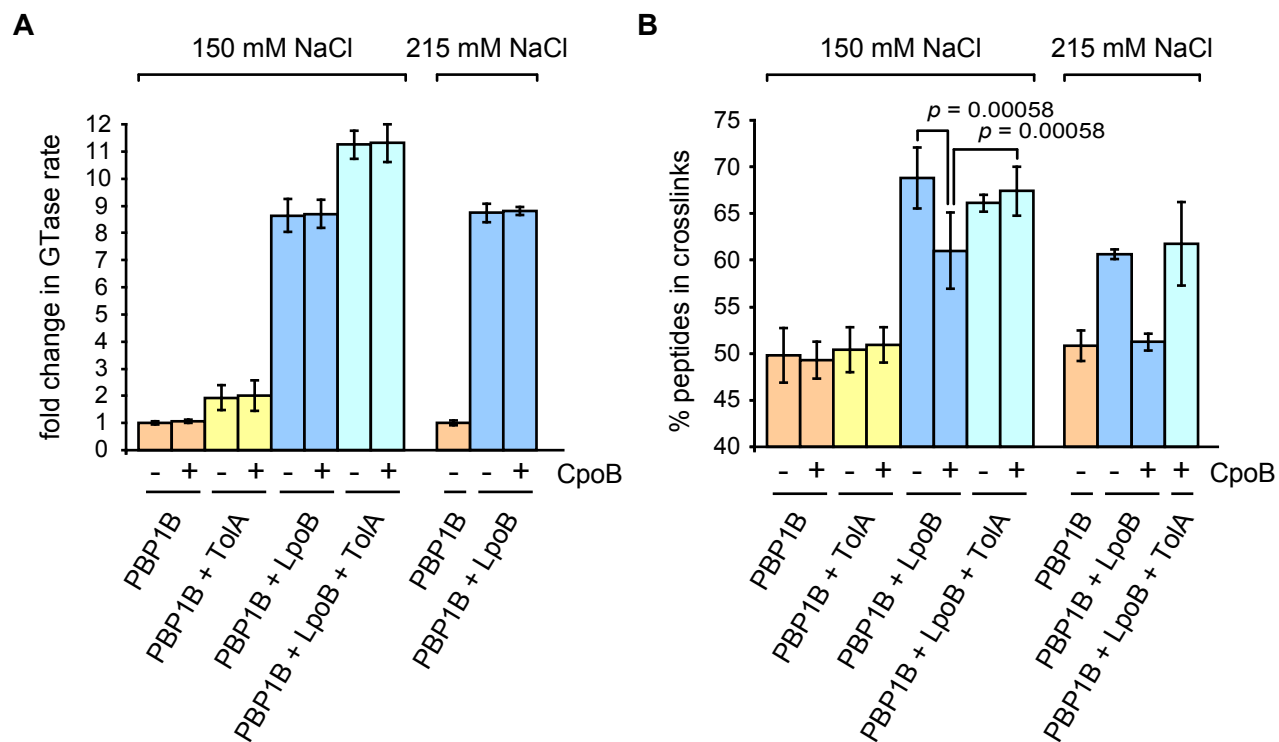 A
150 mM NaCl
215 mM NaCl
fold change in GTase rate
12
11
10
9
8
7
6
5
4
3
2
1
0
- + - + - + - + - - + CpoB
PBP1B
PBP1B + TolA
PBP1B + LpoB
PBP1B + LpoB + TolA
PBP1B
PBP1B + LpoB
B
150 mM NaCl
215 mM NaCl
p = 0.00058
p = 0.00058
% peptides in crosslinks
75
70
65
60
55
50
45
40
- + - + - + - + - - + + CpoB
PBP1B
PBP1B + TolA
PBP1B + LpoB
PBP1B + LpoB + TolA
PBP1B
PBP1B + LpoB
PBP1B + LpoB + TolA